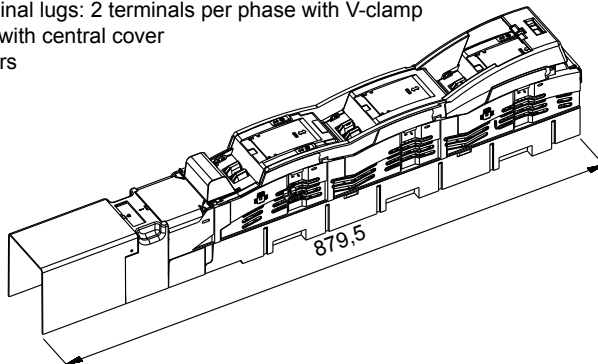 inal lugs: 2 terminals per phase with V-clamp
with central cover
rs
879,5